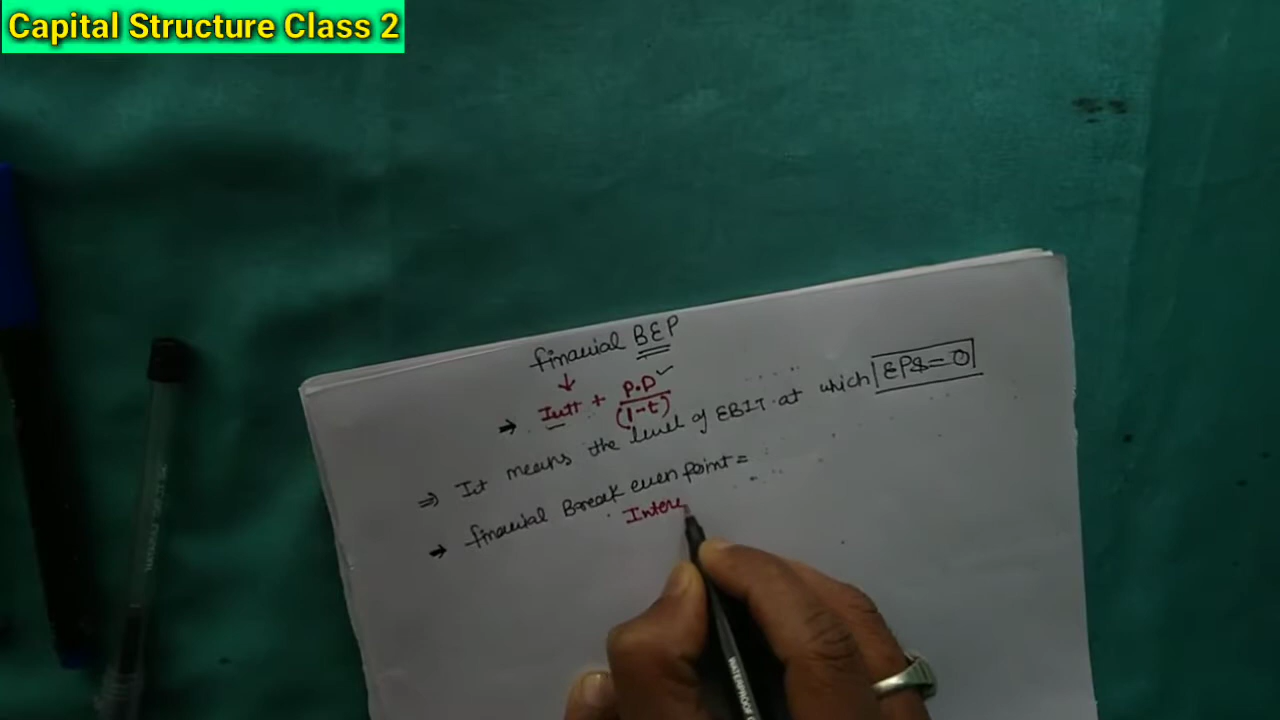 Capital Structure Class 2
financial BEP
⇒ Intt + P.D ✓
(1-t)
⇒ It means the level of EBIT at which EPS = 0
→ financial Break even point =
Intere
WATERPROOF